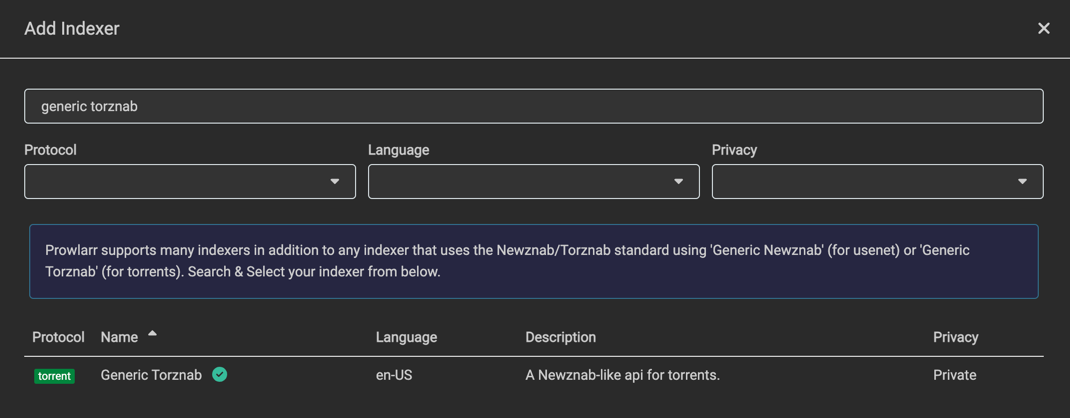 Add Indexer
generic torznab
Protocol Language Privacy
Prowlarr supports many indexers in addition to any indexer that uses the Newznab/Torznab standard using 'Generic Newznab' (for usenet) or 'Generic
Torznab' (for torrents). Search & Select your indexer from below.
Protocol Name Language Description Privacy
torrent Generic Torznab en-US A Newznab-like api for torrents. Private